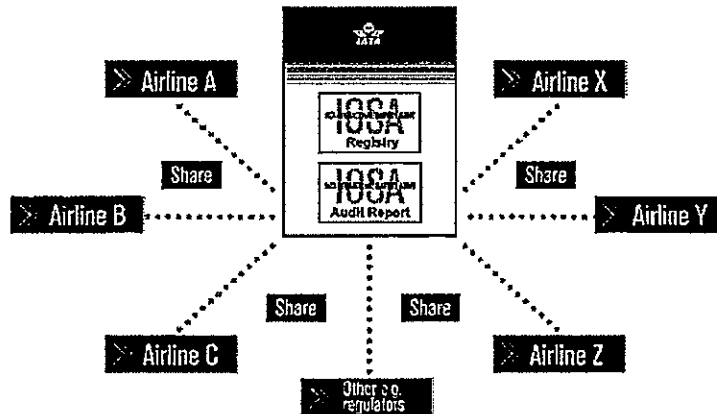 IATA
Airline A
Airline X
IOSA
Registry
Share
Share
IOSA
Audit Report
Airline B
Airline Y
Share
Share
Airline C
Airline Z
Other e.g.
regulators